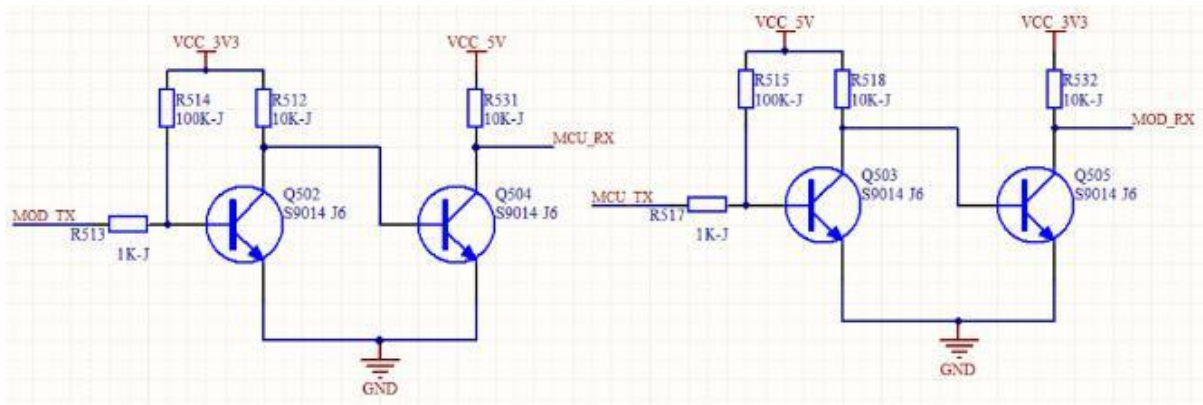 VCC_3V3
R514
100K-J
R512
10K-J
VCC_5V
R531
10K-J
MCU_RX
Q502
S9014 J6
Q504
S9014 J6
MOD_TX
R513
1K-J
GND
VCC_5V
R515
100K-J
R518
10K-J
VCC_3V3
R532
10K-J
MOD_RX
Q503
S9014 J6
Q505
S9014 J6
MCU_TX
R517
1K-J
GND